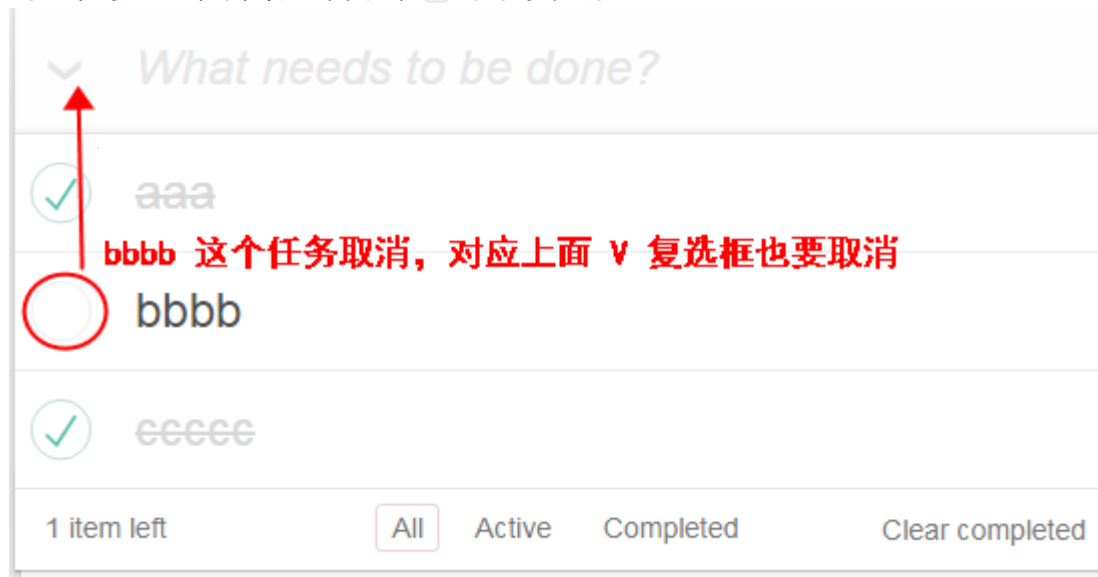 What needs to be done?
aaa
bbbb 这个任务取消，对应上面 V 复选框也要取消
bbbb
ccccc
1 item left All Active Completed Clear completed